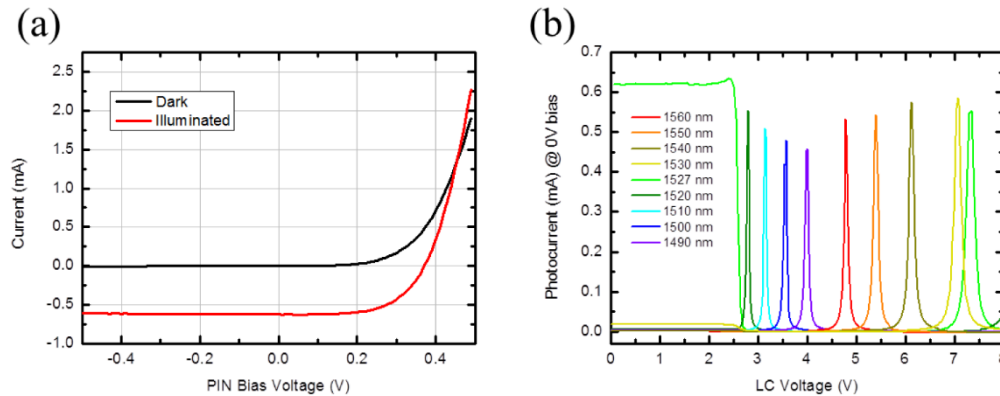 (a)
2.5
2.0
1.5
1.0
0.5
0.0
-0.5
-1.0
Current (mA)
Dark
Illuminated
-0.4
-0.2
0.0
0.2
0.4
PIN Bias Voltage (V)
(b)
0.7
0.6
0.5
0.4
0.3
0.2
0.1
0.0
Photocurrent (mA) @ 0V bias
1560 nm
1550 nm
1540 nm
1530 nm
1527 nm
1520 nm
1510 nm
1500 nm
1490 nm
0
1
2
3
4
5
6
7
8
LC Voltage (V)